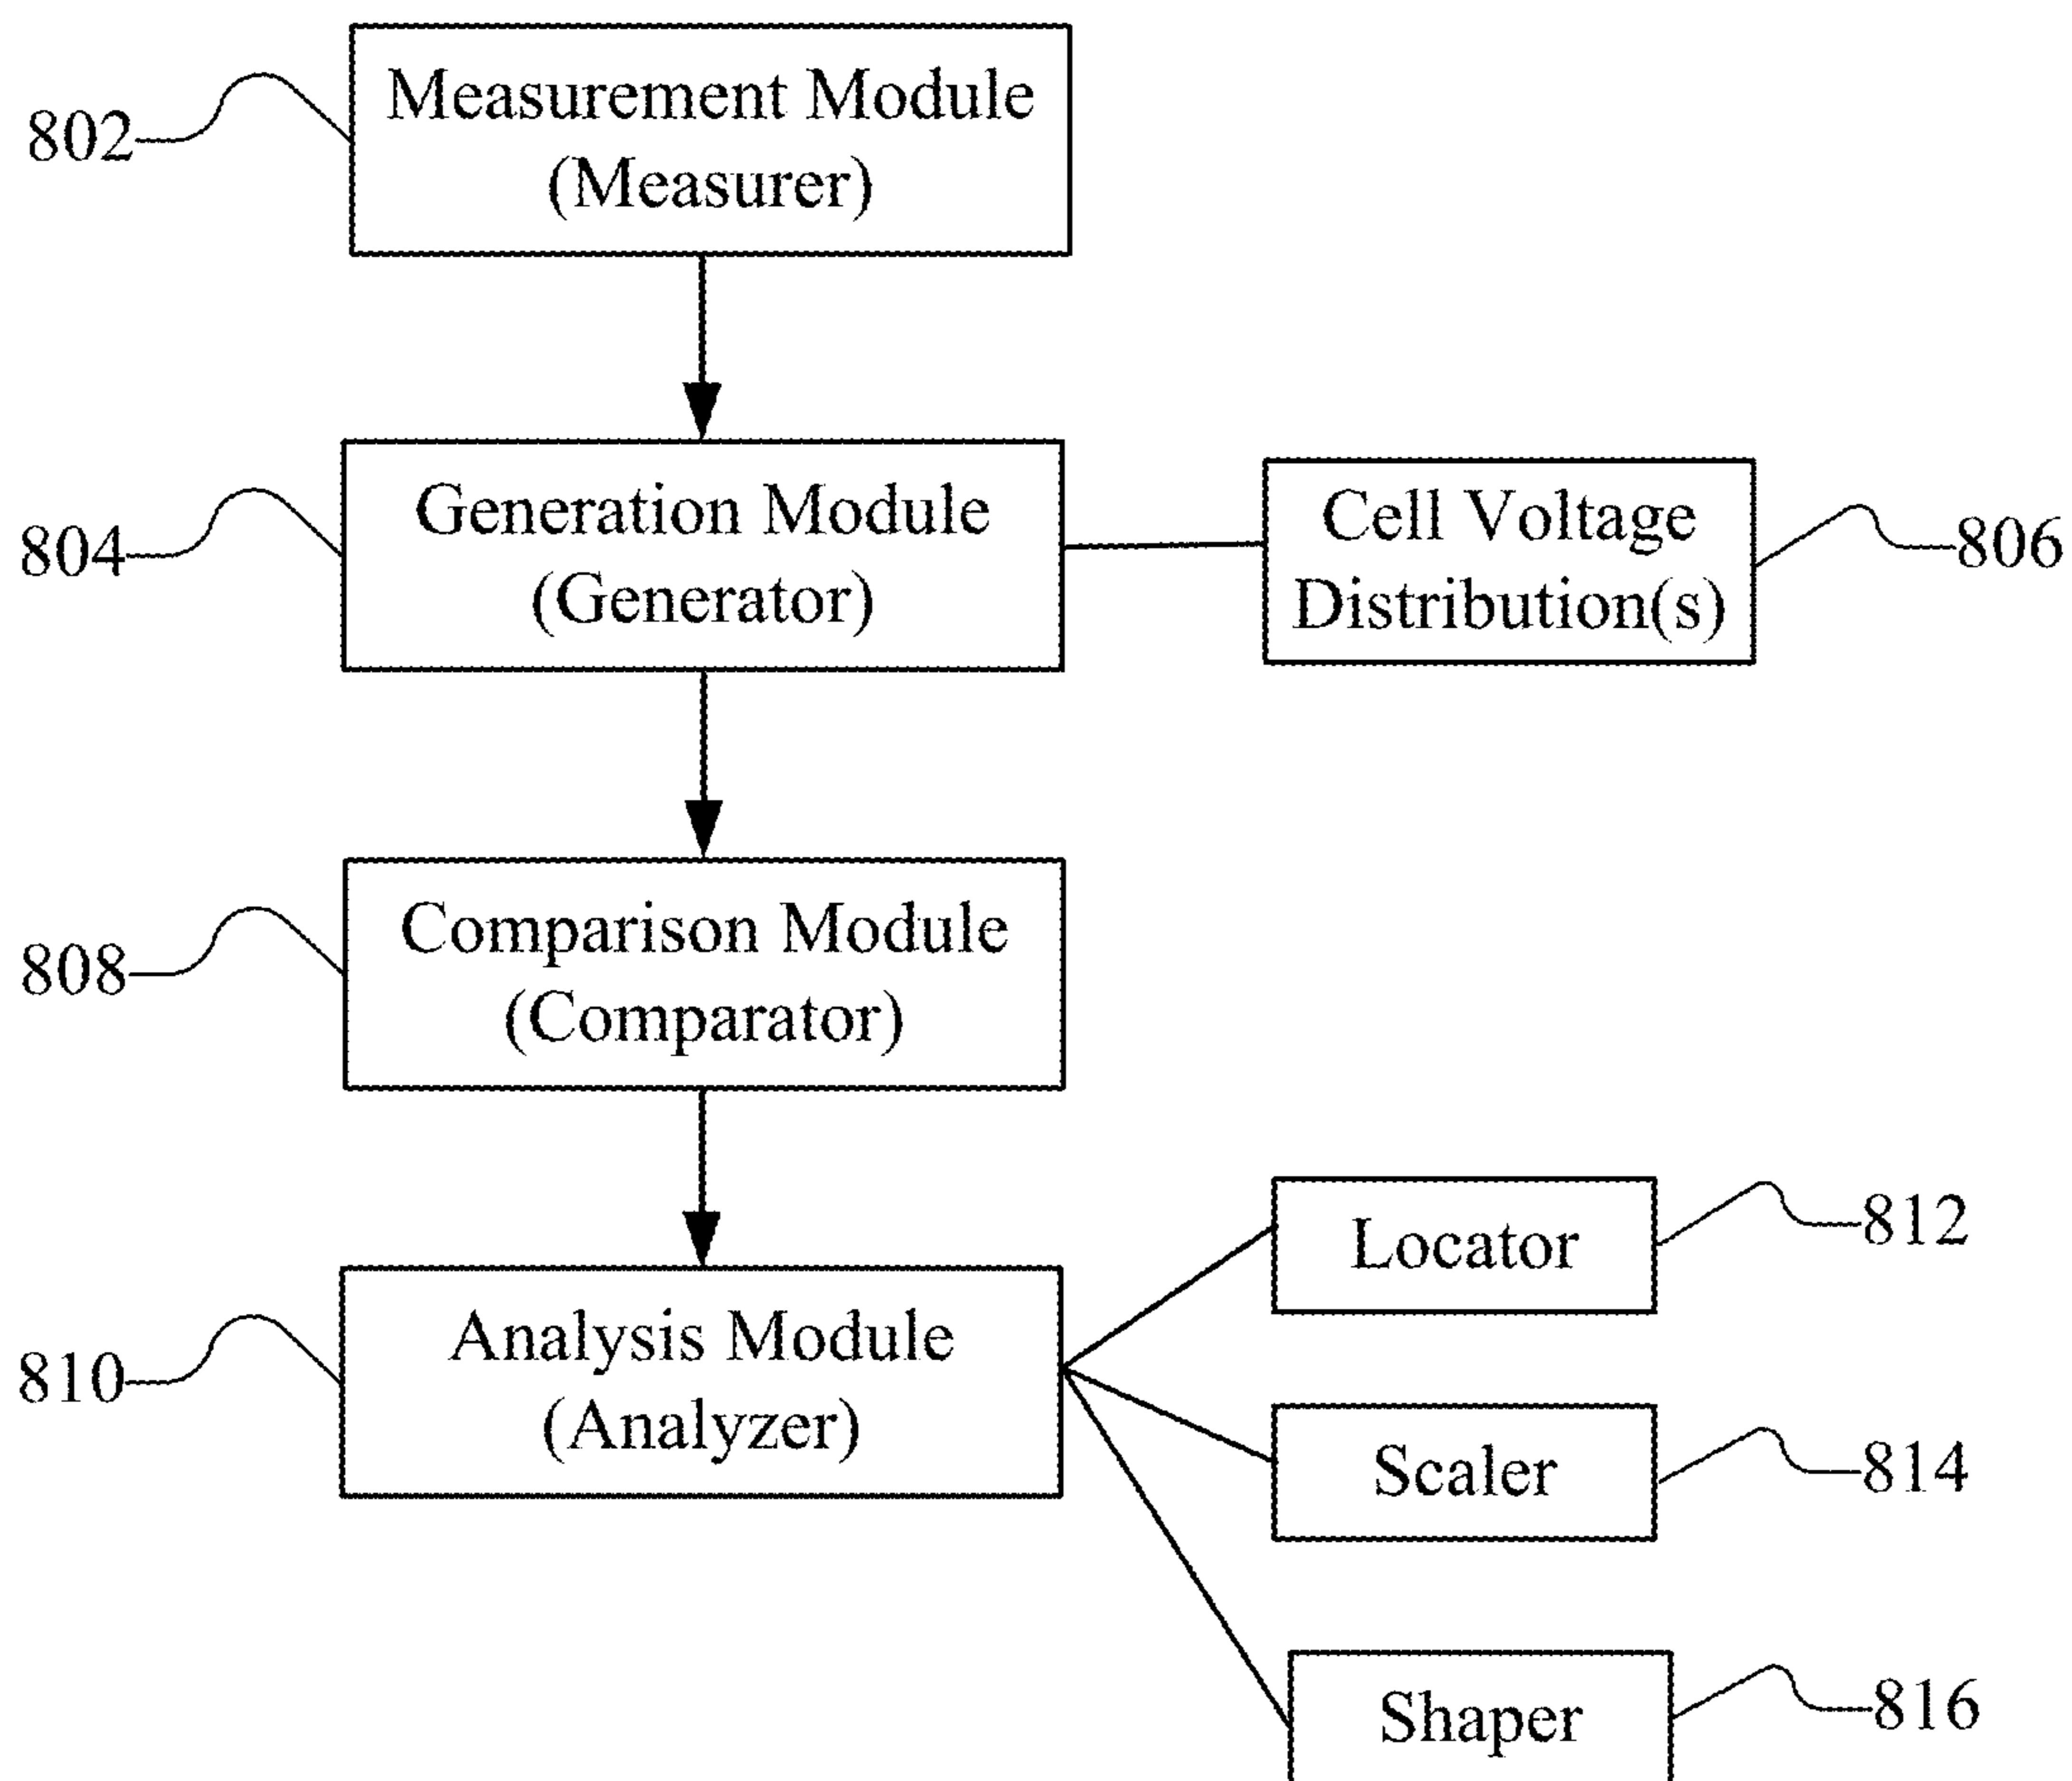 Measurement Module
(Measurer)
802
Generation Module
(Generator)
804
Cell Voltage
Distribution(s)
806
Comparison Module
(Comparator)
808
Analysis Module
(Analyzer)
810
Locator
812
Scaler
814
Shaper
816